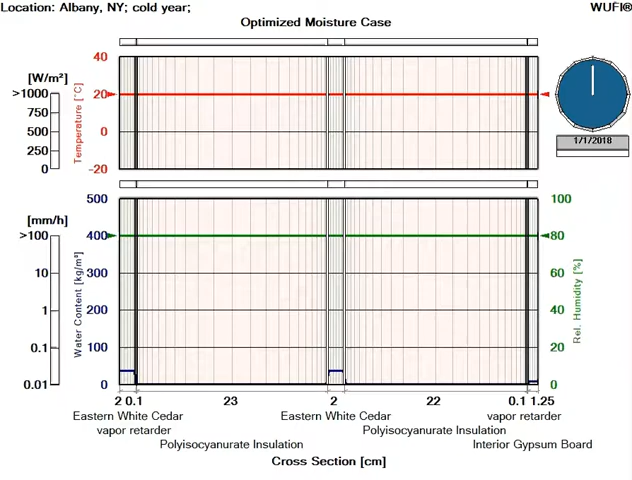 Location: Albany, NY; cold year;
WUFI®
Optimized Moisture Case
[W/m²]
>1000
750
500
250
0
Temperature [°C]
40
20
0
-20
1/1/2018
[mm/h]
>100
10
1
0.1
0.01
Water Content [kg/m³]
500
400
300
200
100
0
100
80
60
40
20
0
Rel. Humidity [%]
2 0.1 23 2 22 0.1 1.25
Eastern White Cedar Eastern White Cedar vapor retarder
vapor retarder Polyisocyanurate Insulation
Polyisocyanurate Insulation Interior Gypsum Board
Cross Section [cm]